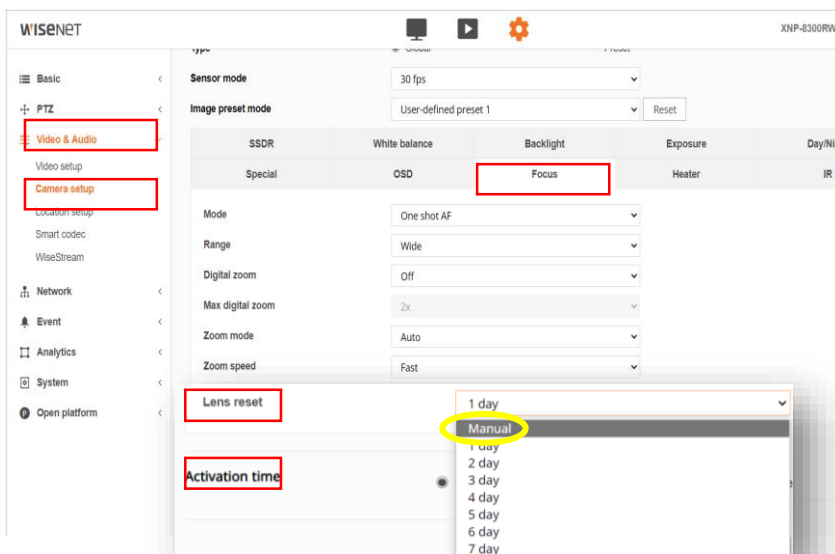 WISENET
XNP-8300RW
Type Global Preset
Basic
PTZ
Video & Audio
Video setup
Camera setup
Location setup
Smart codec
WiseStream
Network
Event
Analytics
System
Open platform
Sensor mode 30 fps
Image preset mode User-defined preset 1 Reset
SSDR White balance Backlight Exposure Day/Ni
Special OSD Focus Heater IR
Mode One shot AF
Range Wide
Digital zoom Off
Max digital zoom 2x
Zoom mode Auto
Zoom speed Fast
Lens reset 1 day
Manual
1 day
2 day
3 day
4 day
5 day
6 day
7 day
Activation time